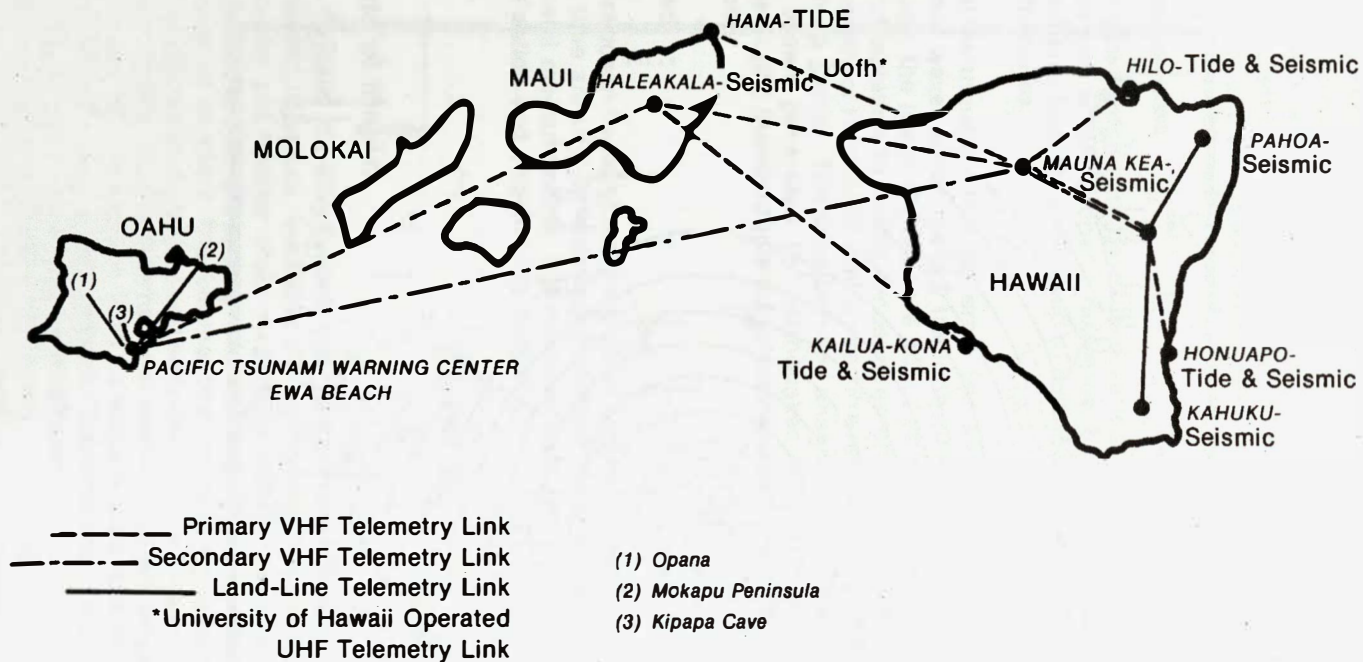 HANA-TIDE
MAUI
HALEAKALA-Seismic
Uofh*
HILO-Tide & Seismic
MOLOKAI
PAHOA-
Seismic
MAUNA KEA-
Seismic
OAHU
(2)
(1)
(3)
HAWAII
PACIFIC TSUNAMI WARNING CENTER
EWA BEACH
KAILUA-KONA
Tide & Seismic
HONUAPO-
Tide & Seismic
KAHUKU-
Seismic
Primary VHF Telemetry Link
Secondary VHF Telemetry Link
Land-Line Telemetry Link
*University of Hawaii Operated
UHF Telemetry Link
(1) Opana
(2) Mokapu Peninsula
(3) Kipapa Cave